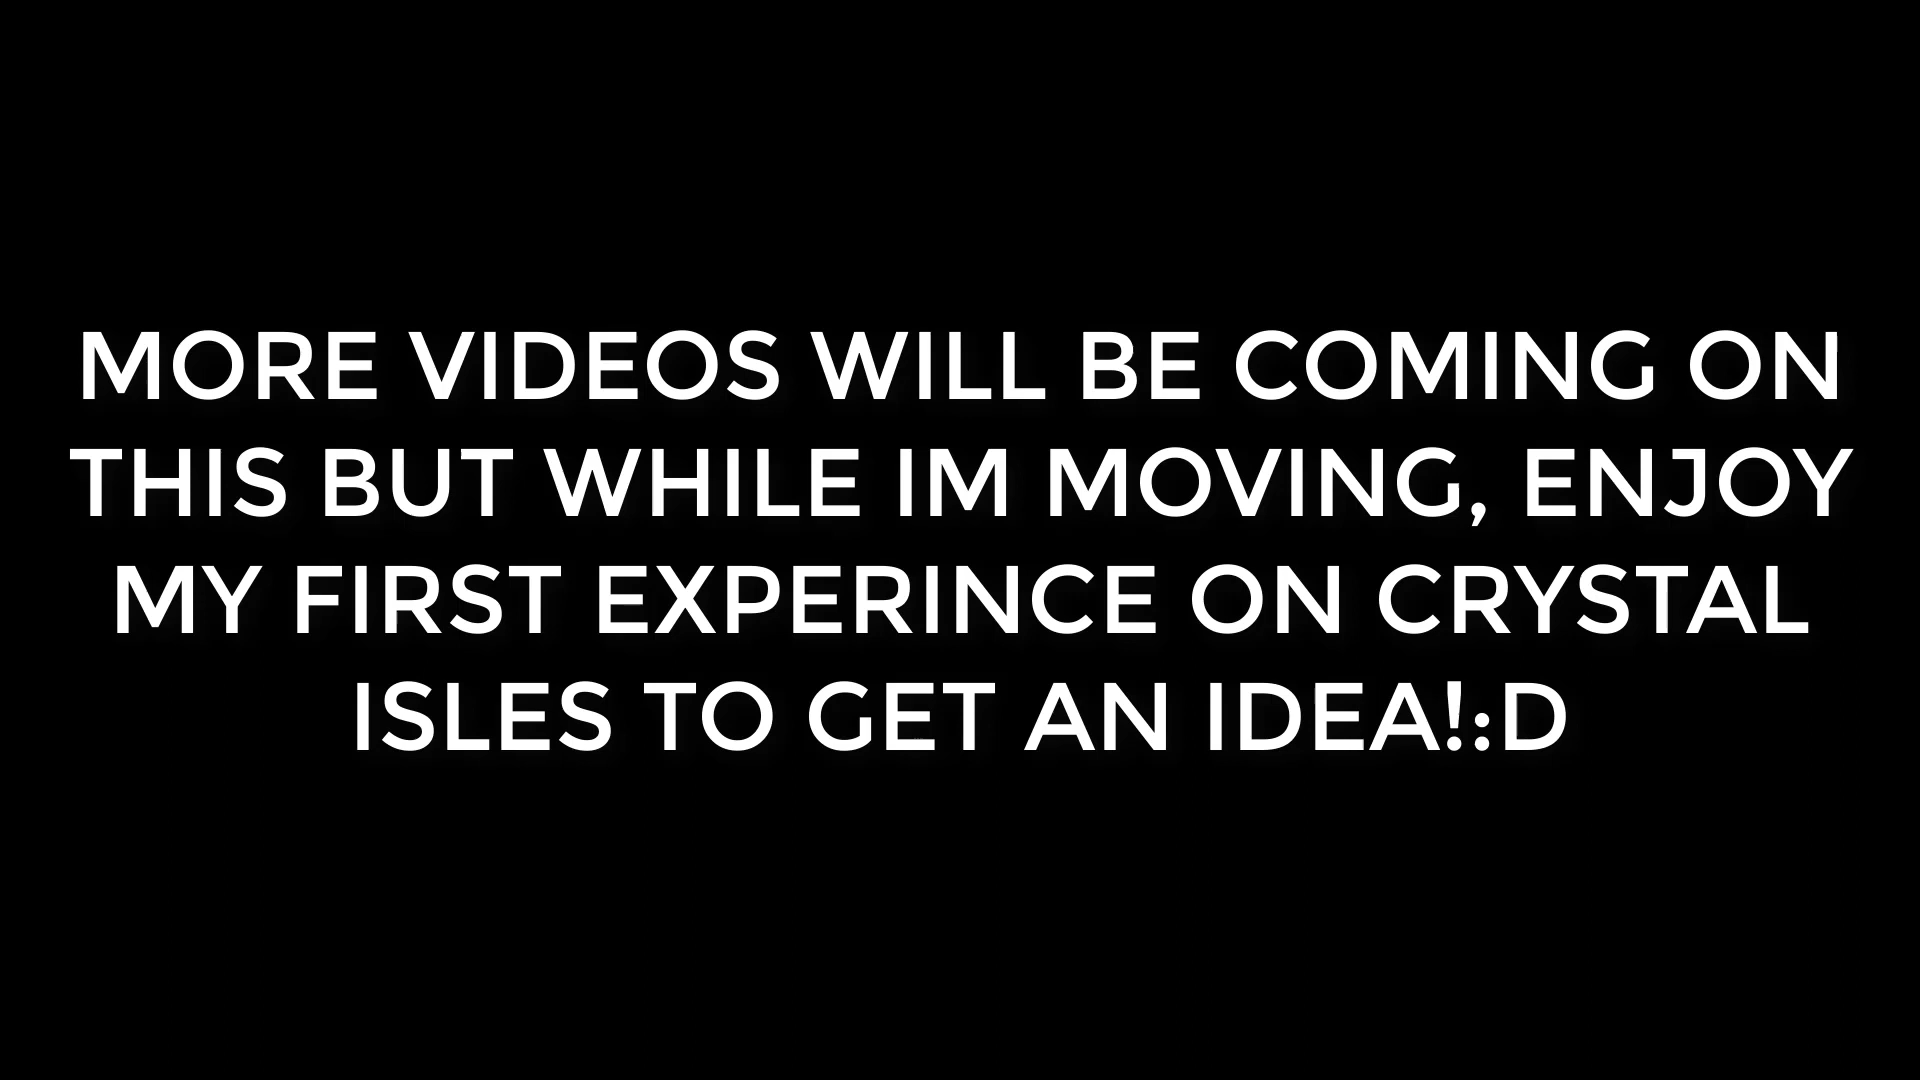 MORE VIDEOS WILL BE COMING ON
THIS BUT WHILE IM MOVING, ENJOY
MY FIRST EXPERINCE ON CRYSTAL
ISLES TO GET AN IDEA!:D